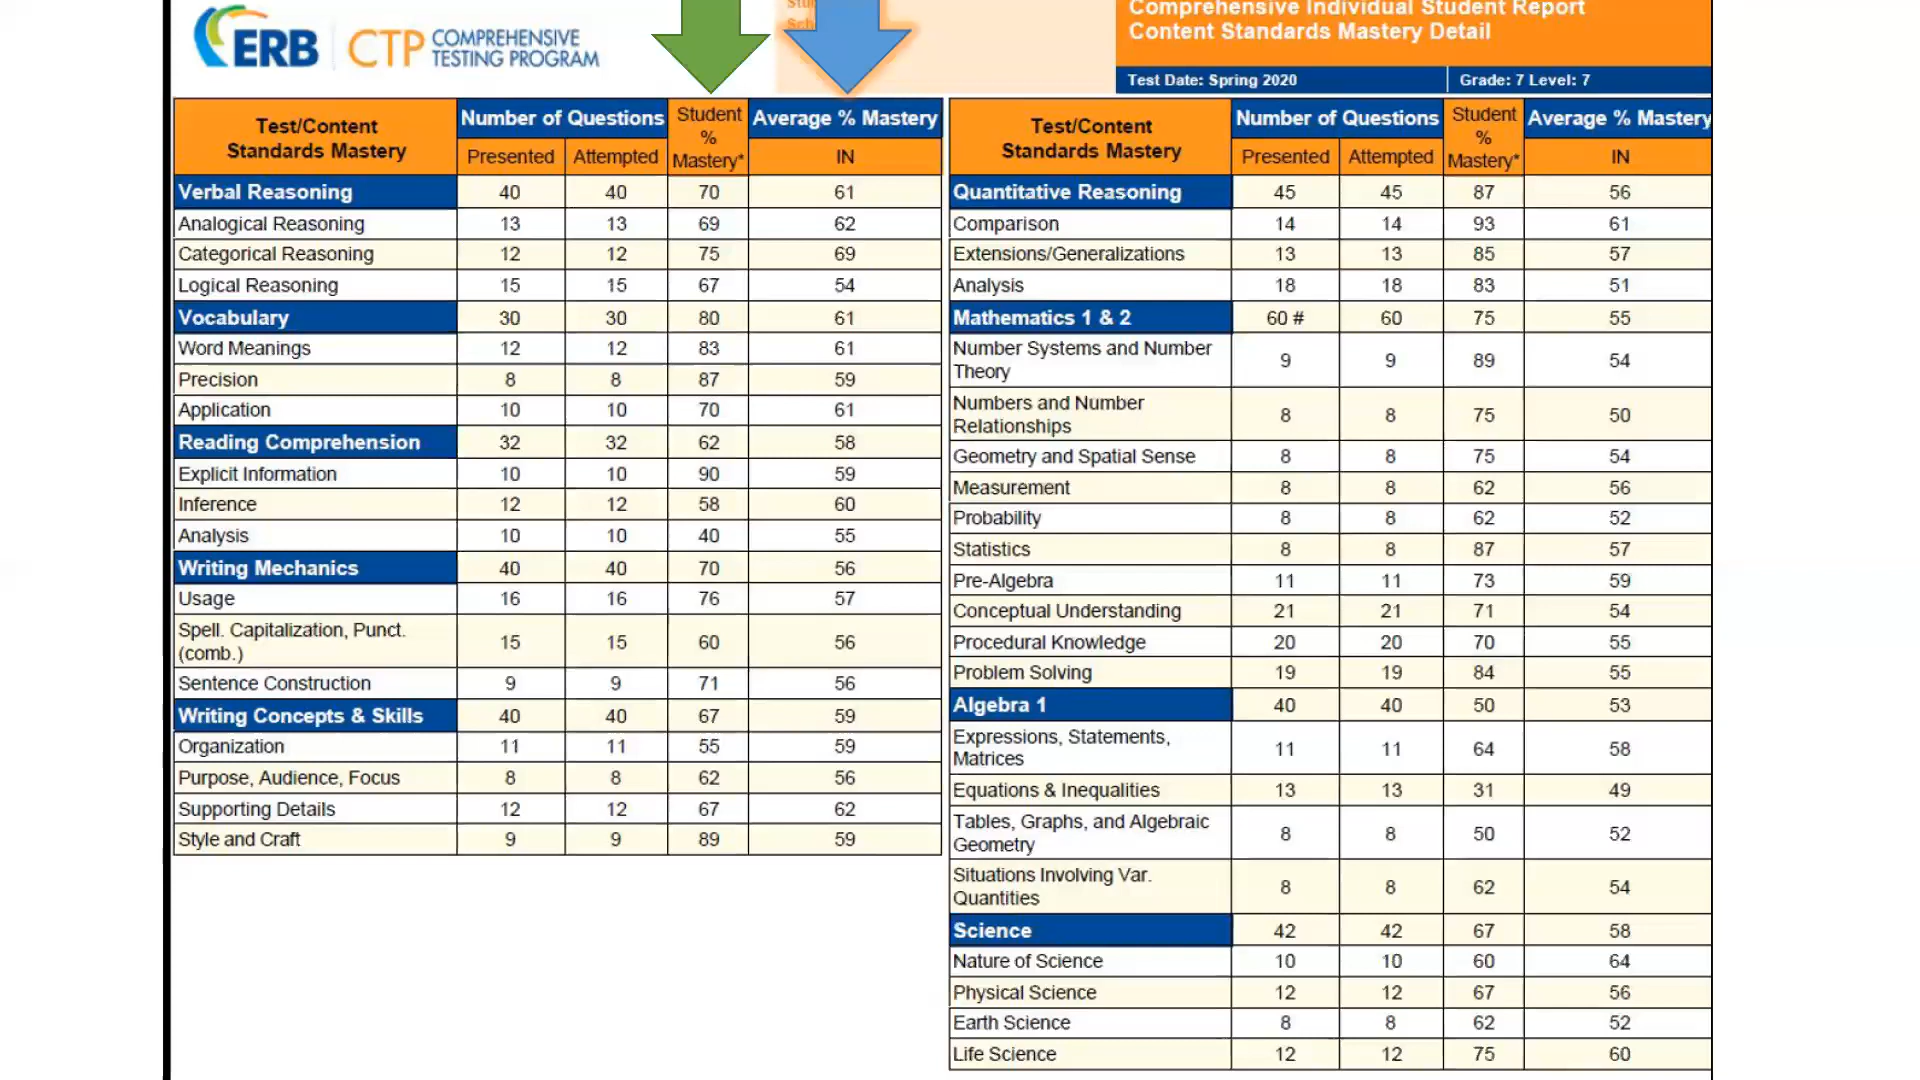 ERB CTP COMPREHENSIVE
TESTING PROGRAM
Comprehensive Individual Student Report
Content Standards Mastery Detail
Test Date: Spring 2020 Grade: 7 Level: 7
Test/Content
Standards Mastery
Number of Questions
Presented Attempted
Student
%
Mastery*
Average % Mastery
IN
Verbal Reasoning 40 40 70 61
Analogical Reasoning 13 13 69 62
Categorical Reasoning 12 12 75 69
Logical Reasoning 15 15 67 54
Vocabulary 30 30 80 61
Word Meanings 12 12 83 61
Precision 8 8 87 59
Application 10 10 70 61
Reading Comprehension 32 32 62 58
Explicit Information 10 10 90 59
Inference 12 12 58 60
Analysis 10 10 40 55
Writing Mechanics 40 40 70 56
Usage 16 16 76 57
Spell. Capitalization, Punct.
(comb.) 15 15 60 56
Sentence Construction 9 9 71 56
Writing Concepts & Skills 40 40 67 59
Organization 11 11 55 59
Purpose, Audience, Focus 8 8 62 56
Supporting Details 12 12 67 62
Style and Craft 9 9 89 59
Test/Content
Standards Mastery
Number of Questions
Presented Attempted
Student
%
Mastery*
Average % Mastery
IN
Quantitative Reasoning 45 45 87 56
Comparison 14 14 93 61
Extensions/Generalizations 13 13 85 57
Analysis 18 18 83 51
Mathematics 1 & 2 60 # 60 75 55
Number Systems and Number
Theory 9 9 89 54
Numbers and Number
Relationships 8 8 75 50
Geometry and Spatial Sense 8 8 75 54
Measurement 8 8 62 56
Probability 8 8 62 52
Statistics 8 8 87 57
Pre-Algebra 11 11 73 59
Conceptual Understanding 21 21 71 54
Procedural Knowledge 20 20 70 55
Problem Solving 19 19 84 55
Algebra 1 40 40 50 53
Expressions, Statements,
Matrices 11 11 64 58
Equations & Inequalities 13 13 31 49
Tables, Graphs, and Algebraic
Geometry 8 8 50 52
Situations Involving Var.
Quantities 8 8 62 54
Science 42 42 67 58
Nature of Science 10 10 60 64
Physical Science 12 12 67 56
Earth Science 8 8 62 52
Life Science 12 12 75 60